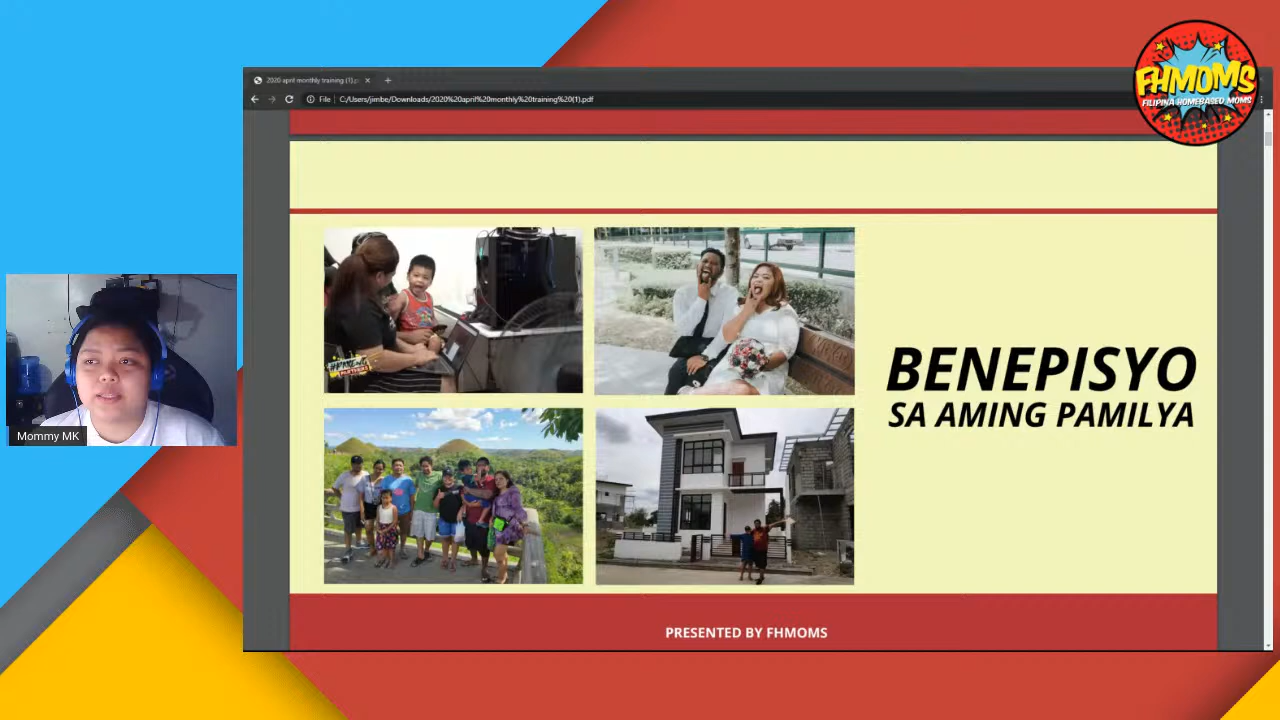 2020 april monthly training (1).p
File
C:/Users/jimbe/Downloads/2020%20april%20monthly%20training%20(1).pdf
FHMOMS
FILIPINA HOMEBASED MOMS
BENEPISYO
SA AMING PAMILYA
Mommy MK
PRESENTED BY FHMOMS